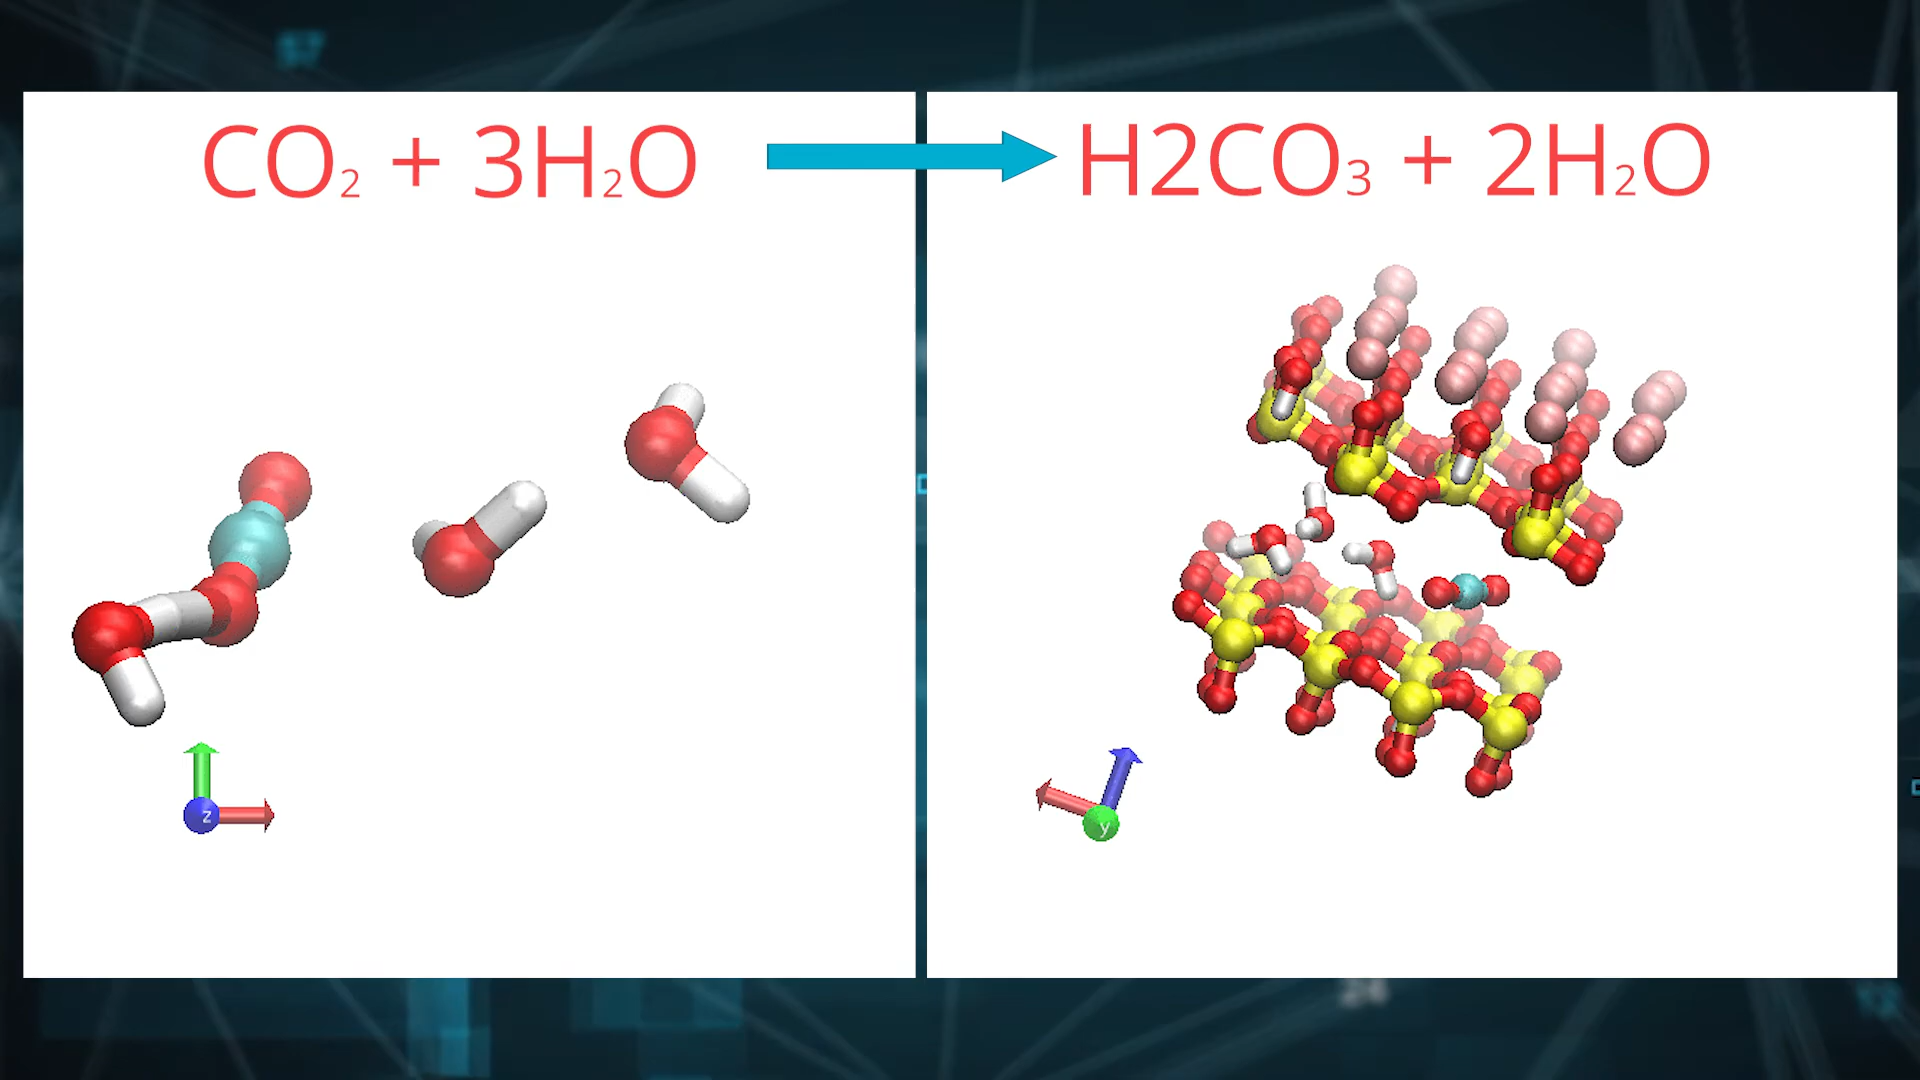 CO₂ + 3H₂O
H2CO₃ + 2H₂O
z
y